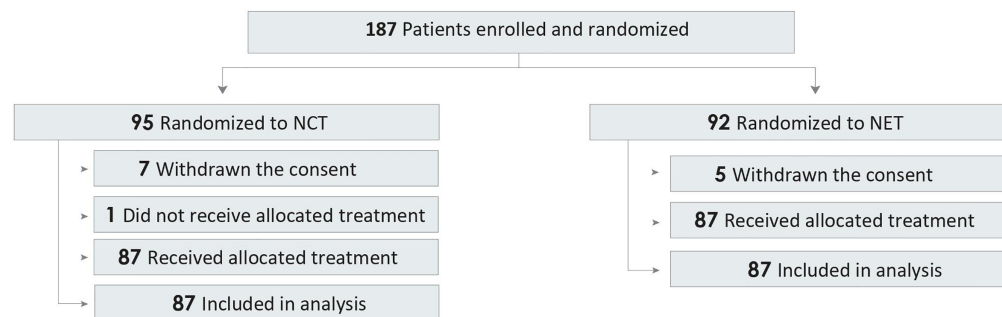 187 Patients enrolled and randomized
95 Randomized to NCT
7 Withdrawn the consent
1 Did not receive allocated treatment
87 Received allocated treatment
87 Included in analysis
92 Randomized to NET
5 Withdrawn the consent
87 Received allocated treatment
87 Included in analysis